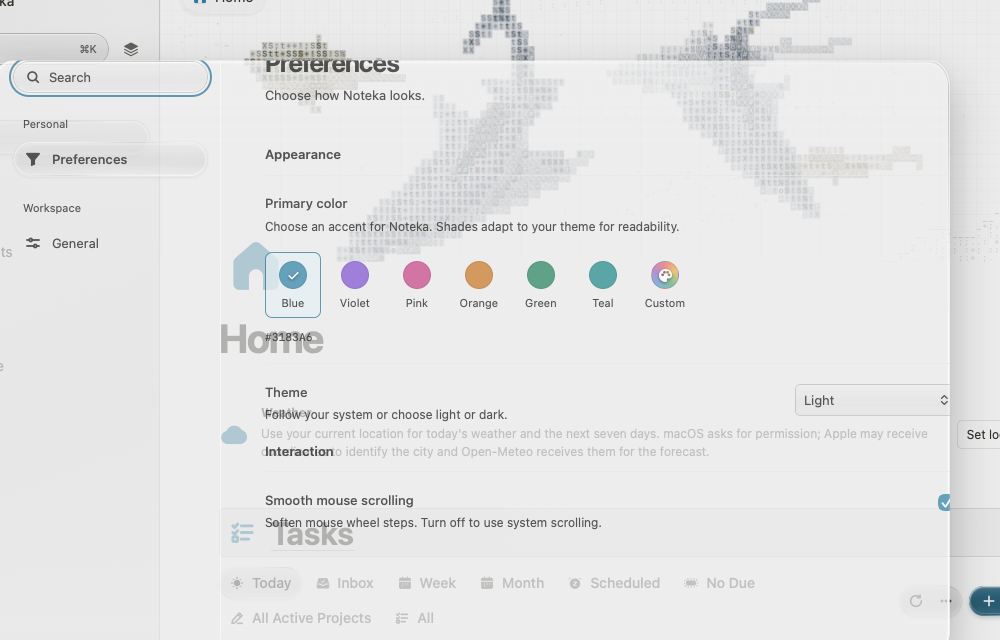 ka
Home
⌘K
Search
Preferences
Choose how Noteka looks.
Personal
Preferences
Workspace
General
ts
e
Appearance
Primary color
Choose an accent for Noteka. Shades adapt to your theme for readability.
Blue
Violet
Pink
Orange
Green
Teal
Custom
#3183A6
Home
Theme
Light
Weather
Follow your system or choose light or dark.
Use your current location for today's weather and the next seven days. macOS asks for permission; Apple may receive
Set lo
Interaction
to identify the city and Open-Meteo receives them for the forecast.
Smooth mouse scrolling
Soften mouse wheel steps. Turn off to use system scrolling.
Tasks
Today
Inbox
Week
Month
Scheduled
No Due
All Active Projects
All